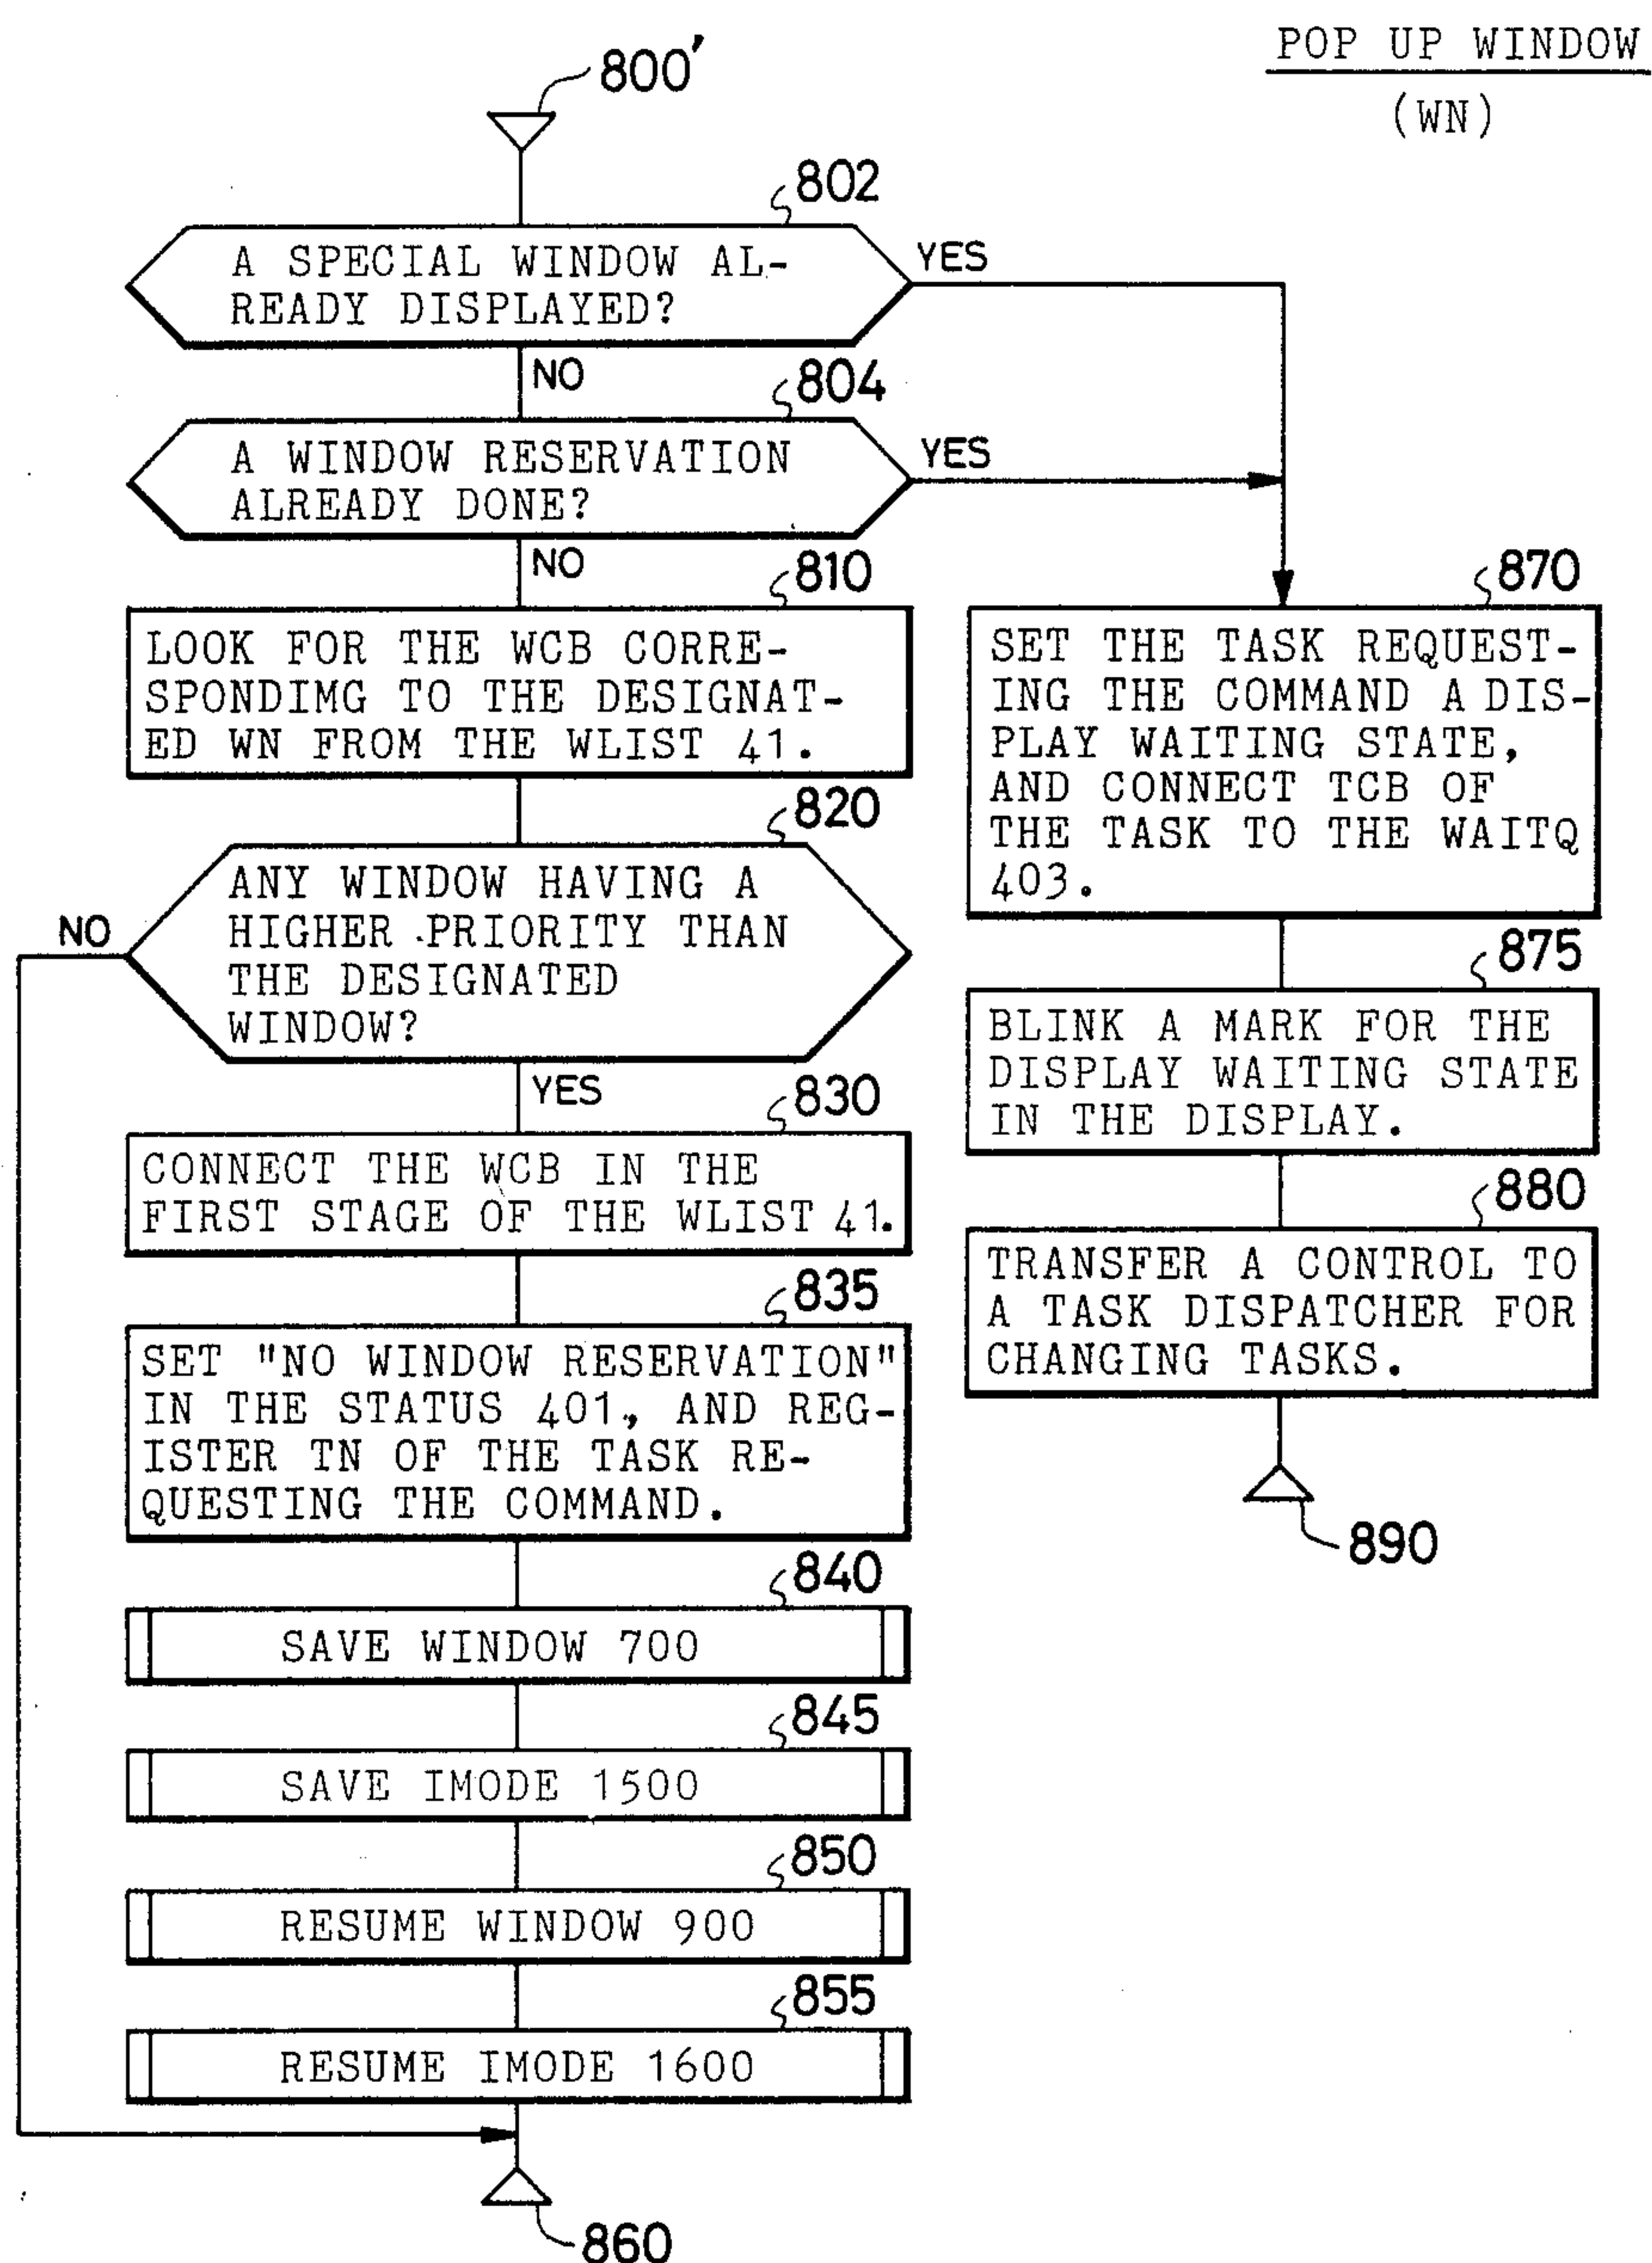 POP UP WINDOW
(WN)
800'
802
A SPECIAL WINDOW AL-
READY DISPLAYED?
YES
NO
804
A WINDOW RESERVATION
ALREADY DONE?
YES
NO
810
LOOK FOR THE WCB CORRE-
SPONDIMG TO THE DESIGNAT-
ED WN FROM THE WLIST 41.
820
ANY WINDOW HAVING A
HIGHER PRIORITY THAN
THE DESIGNATED
WINDOW?
NO
YES
830
CONNECT THE WCB IN THE
FIRST STAGE OF THE WLIST 41.
835
SET "NO WINDOW RESERVATION"
IN THE STATUS 401, AND REG-
ISTER TN OF THE TASK RE-
QUESTING THE COMMAND.
840
SAVE WINDOW 700
845
SAVE IMODE 1500
850
RESUME WINDOW 900
855
RESUME IMODE 1600
860
870
SET THE TASK REQUEST-
ING THE COMMAND A DIS-
PLAY WAITING STATE,
AND CONNECT TCB OF
THE TASK TO THE WAITQ
403.
875
BLINK A MARK FOR THE
DISPLAY WAITING STATE
IN THE DISPLAY.
880
TRANSFER A CONTROL TO
A TASK DISPATCHER FOR
CHANGING TASKS.
890